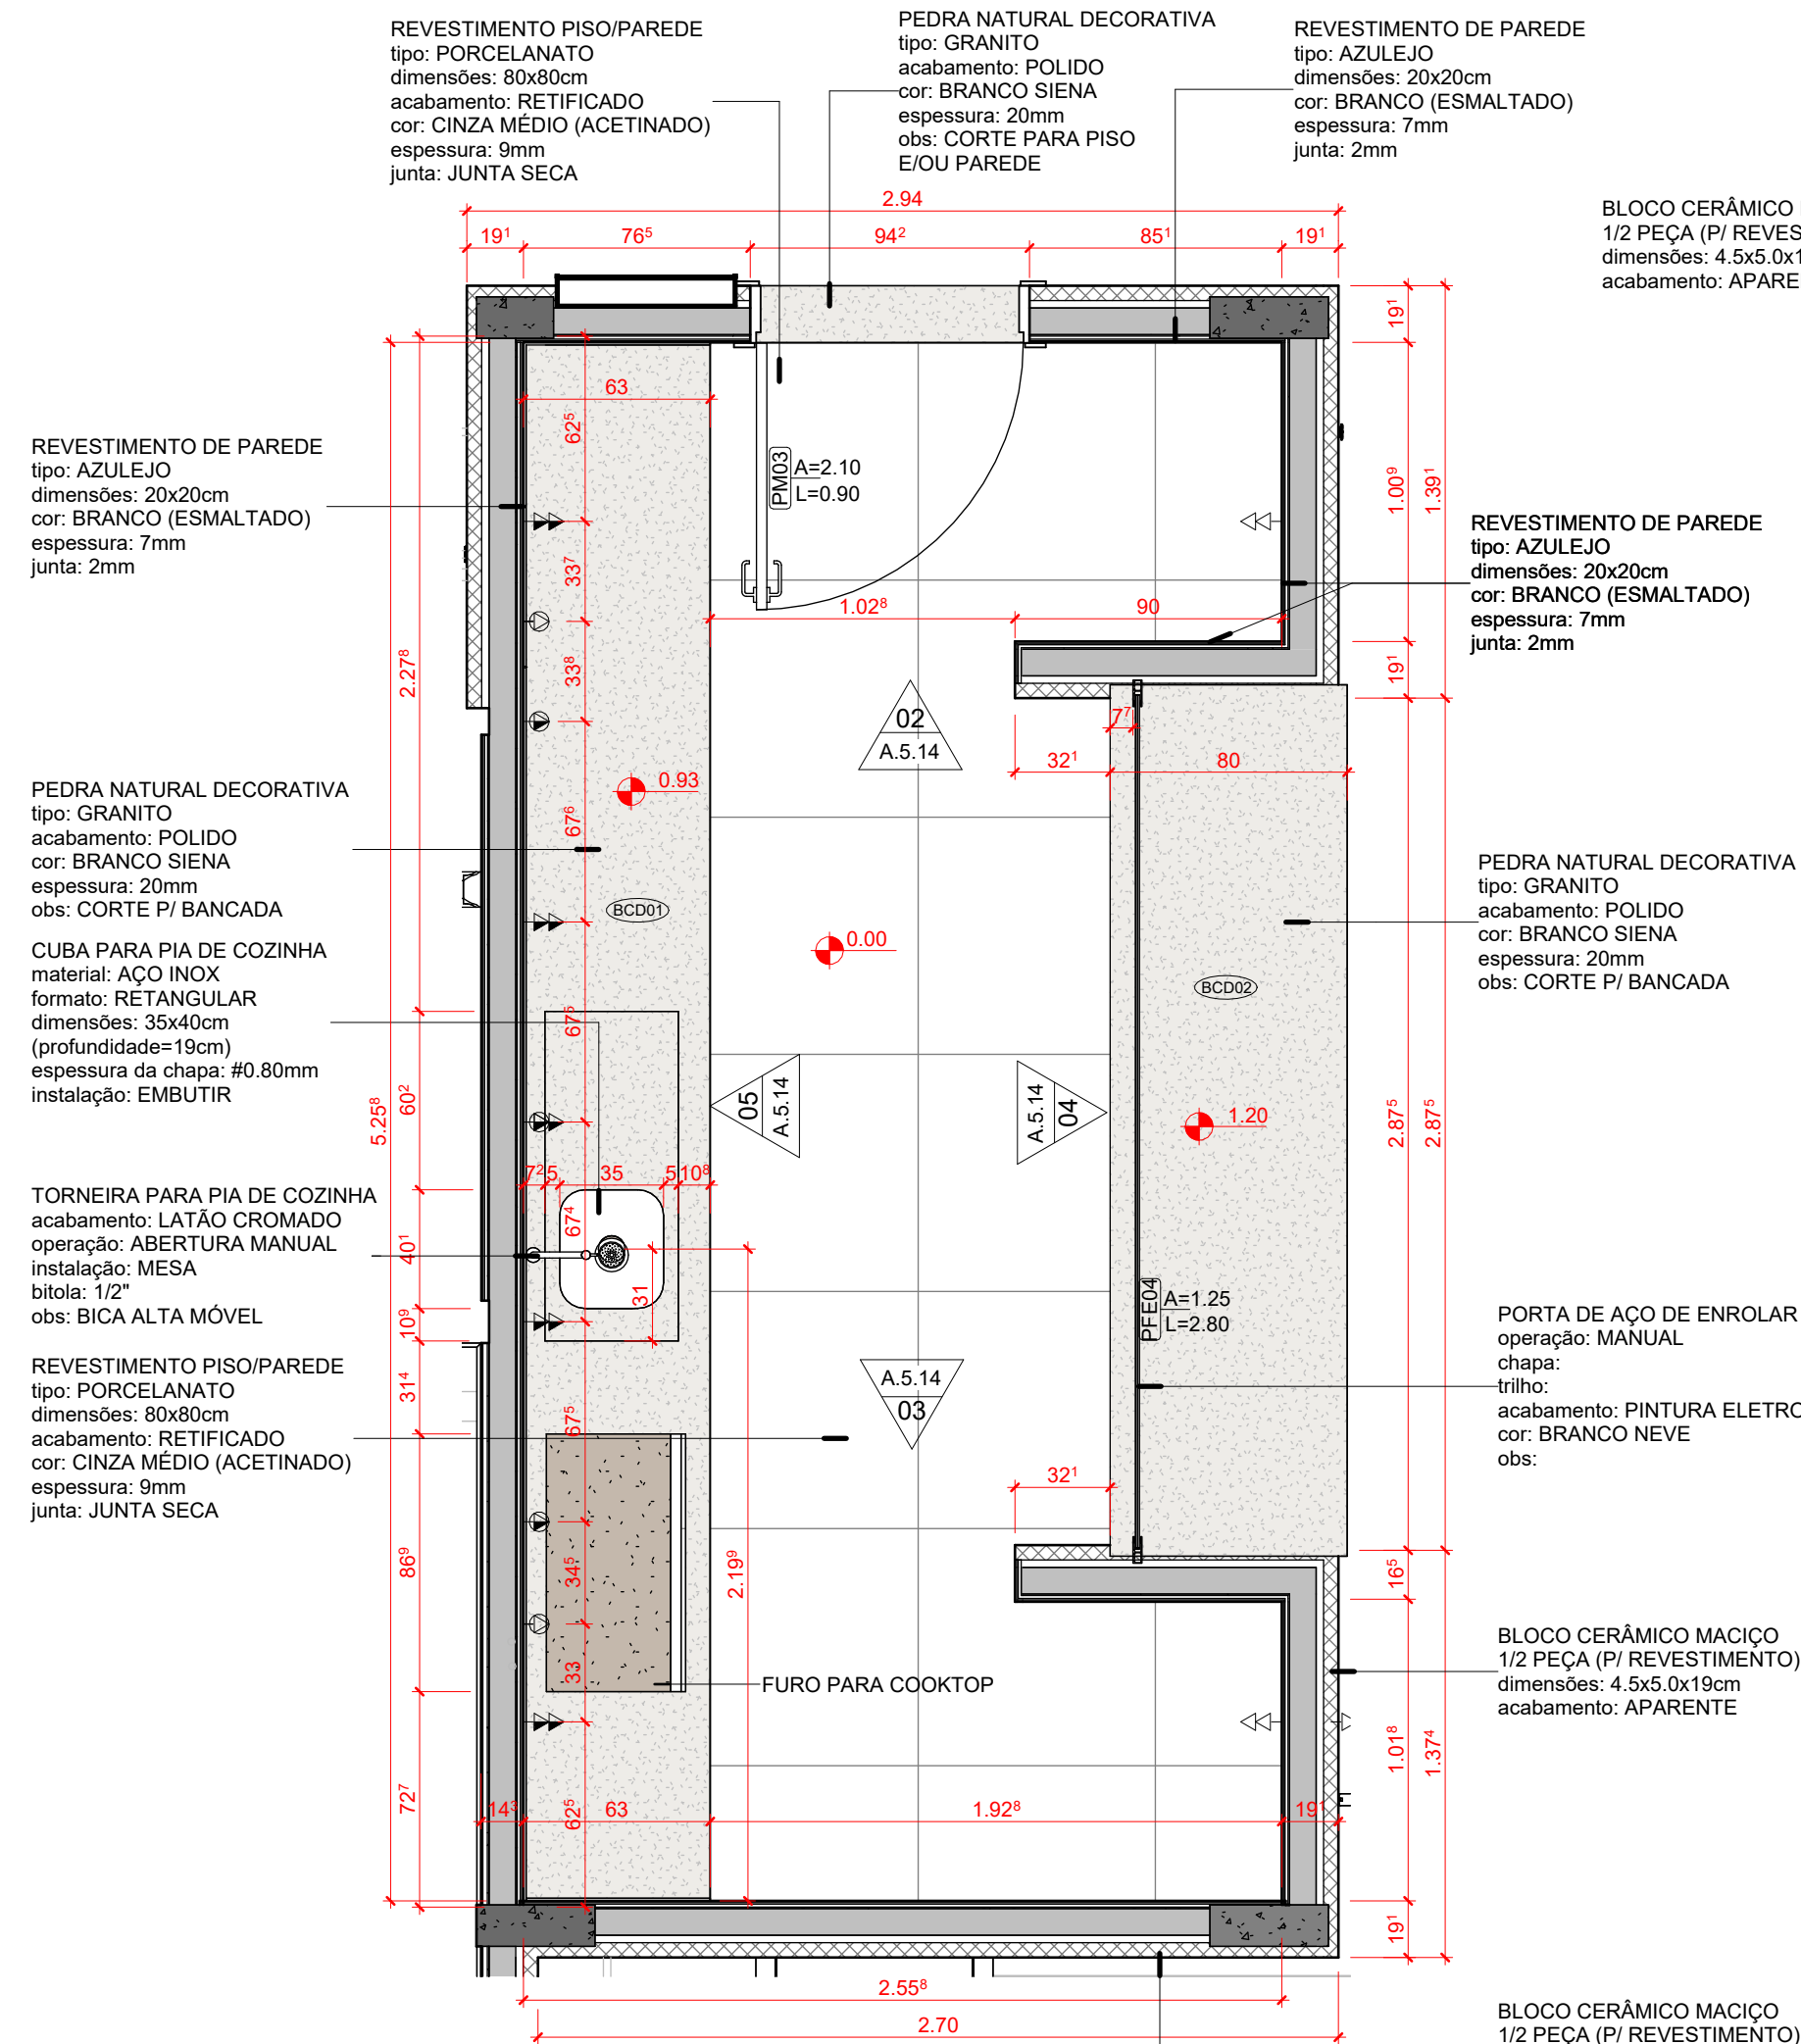 REVESTIMENTO PISO/PAREDE
tipo: PORCELANATO
dimensões: 80x80cm
acabamento: RETIFICADO
cor: CINZA MÉDIO (ACETINADO)
espessura: 9mm
junta: JUNTA SECA
PEDRA NATURAL DECORATIVA
tipo: GRANITO
acabamento: POLIDO
cor: BRANCO SIENA
espessura: 20mm
obs: CORTE PARA PISO
E/OU PAREDE
REVESTIMENTO DE PAREDE
tipo: AZULEJO
dimensões: 20x20cm
cor: BRANCO (ESMALTADO)
espessura: 7mm
junta: 2mm
BLOCO CERÂMICO
1/2 PEÇA (P/ REVES
dimensões: 4.5x5.0x1
acabamento: APARE
2.94
19¹ 76⁵ 94² 85¹ 19¹
REVESTIMENTO DE PAREDE
tipo: AZULEJO
dimensões: 20x20cm
cor: BRANCO (ESMALTADO)
espessura: 7mm
junta: 2mm
PEDRA NATURAL DECORATIVA
tipo: GRANITO
acabamento: POLIDO
cor: BRANCO SIENA
espessura: 20mm
obs: CORTE P/ BANCADA
CUBA PARA PIA DE COZINHA
material: AÇO INOX
formato: RETANGULAR
dimensões: 35x40cm
(profundidade=19cm)
espessura da chapa: #0.80mm
instalação: EMBUTIR
TORNEIRA PARA PIA DE COZINHA
acabamento: LATÃO CROMADO
operação: ABERTURA MANUAL
instalação: MESA
bitola: 1/2"
obs: BICA ALTA MÓVEL
REVESTIMENTO PISO/PAREDE
tipo: PORCELANATO
dimensões: 80x80cm
acabamento: RETIFICADO
cor: CINZA MÉDIO (ACETINADO)
espessura: 9mm
junta: JUNTA SECA
5.25⁸
2.27⁸
60²
40¹
10⁹
31⁴
86⁹
72⁷
63
62⁵
33⁷
33⁸
67⁶
67⁵
67⁴
67⁵
34⁵
33
62⁵
PM03
A=2.10
L=0.90
1.02⁸ 90
02
A.5.14
7⁷
32¹ 80
0.93
BCD01
0.00
BCD02
05
A.5.14
A.5.14
04
1.20
7² 5 35 5 10⁸
31
2.19⁹
PFE04
A=1.25
L=2.80
A.5.14
03
32¹
FURO PARA COOKTOP
14³ 63 1.92⁸ 19¹
2.55⁸
2.70
19¹
1.00⁹
1.39¹
19¹
2.87⁵
2.87⁵
16⁵
1.01⁸
1.37⁴
19¹
REVESTIMENTO DE PAREDE
tipo: AZULEJO
dimensões: 20x20cm
cor: BRANCO (ESMALTADO)
espessura: 7mm
junta: 2mm
PEDRA NATURAL DECORATIVA
tipo: GRANITO
acabamento: POLIDO
cor: BRANCO SIENA
espessura: 20mm
obs: CORTE P/ BANCADA
PORTA DE AÇO DE ENROLAR
operação: MANUAL
chapa:
trilho:
acabamento: PINTURA ELETRO
cor: BRANCO NEVE
obs:
BLOCO CERÂMICO MACIÇO
1/2 PEÇA (P/ REVESTIMENTO)
dimensões: 4.5x5.0x19cm
acabamento: APARENTE
BLOCO CERÂMICO MACIÇO
1/2 PEÇA (P/ REVESTIMENTO)